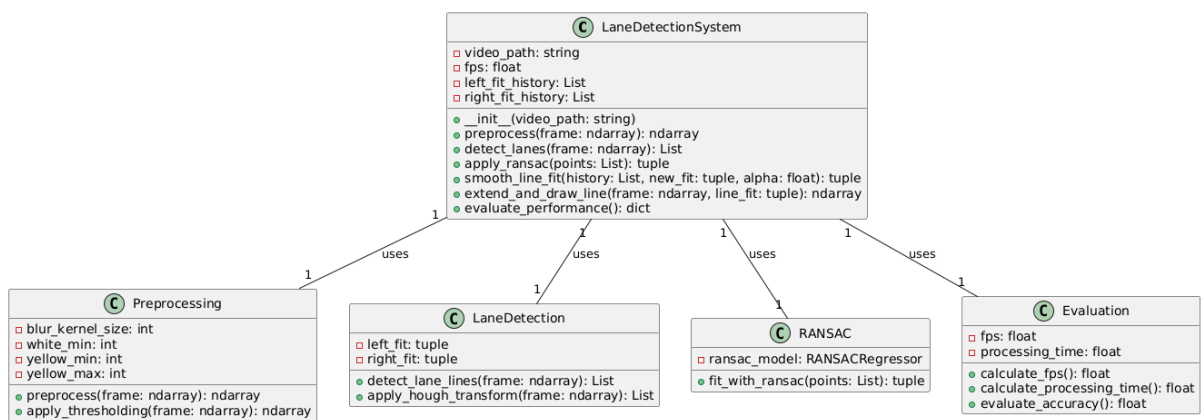 C LaneDetectionSystem
video_path: string
fps: float
left_fit_history: List
right_fit_history: List
__init__(video_path: string)
preprocess(frame: ndarray): ndarray
detect_lanes(frame: ndarray): List
apply_ransac(points: List): tuple
smooth_line_fit(history: List, new_fit: tuple, alpha: float): tuple
extend_and_draw_line(frame: ndarray, line_fit: tuple): ndarray
evaluate_performance(): dict
1 1 1 1
uses uses uses uses
1 1 1 1
C Preprocessing
blur_kernel_size: int
white_min: int
yellow_min: int
yellow_max: int
preprocess(frame: ndarray): ndarray
apply_thresholding(frame: ndarray): ndarray
C LaneDetection
left_fit: tuple
right_fit: tuple
detect_lane_lines(frame: ndarray): List
apply_hough_transform(frame: ndarray): List
C RANSAC
ransac_model: RANSACRegressor
fit_with_ransac(points: List): tuple
C Evaluation
fps: float
processing_time: float
calculate_fps(): float
calculate_processing_time(): float
evaluate_accuracy(): float